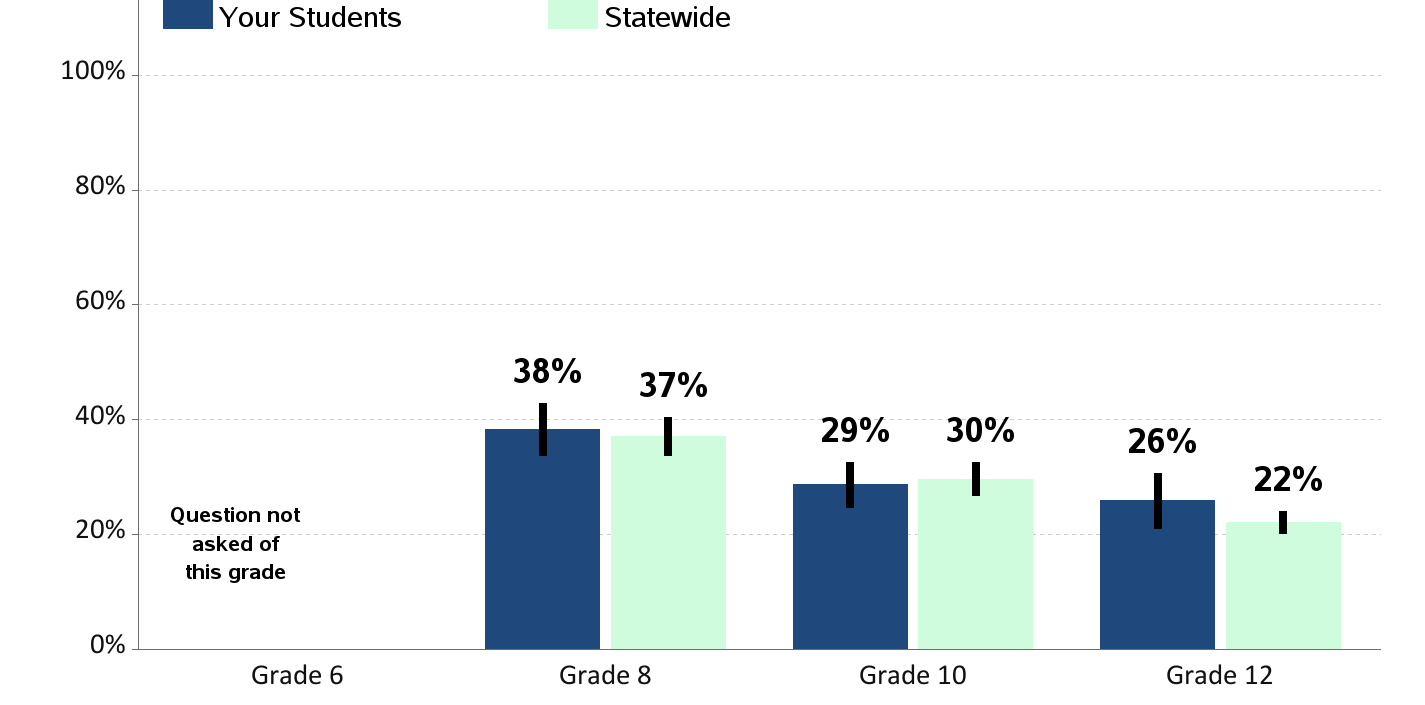 Your Students
Statewide
100%
80%
60%
40%
20%
0%
38%
37%
29%
30%
26%
22%
Question not
asked of
this grade
Grade 6
Grade 8
Grade 10
Grade 12